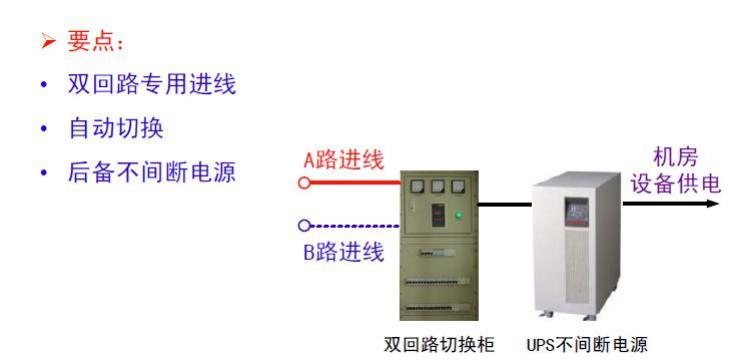 要点：
双回路专用进线
自动切换
后备不间断电源
A路进线
B路进线
机房
设备供电
双回路切换柜
UPS不间断电源